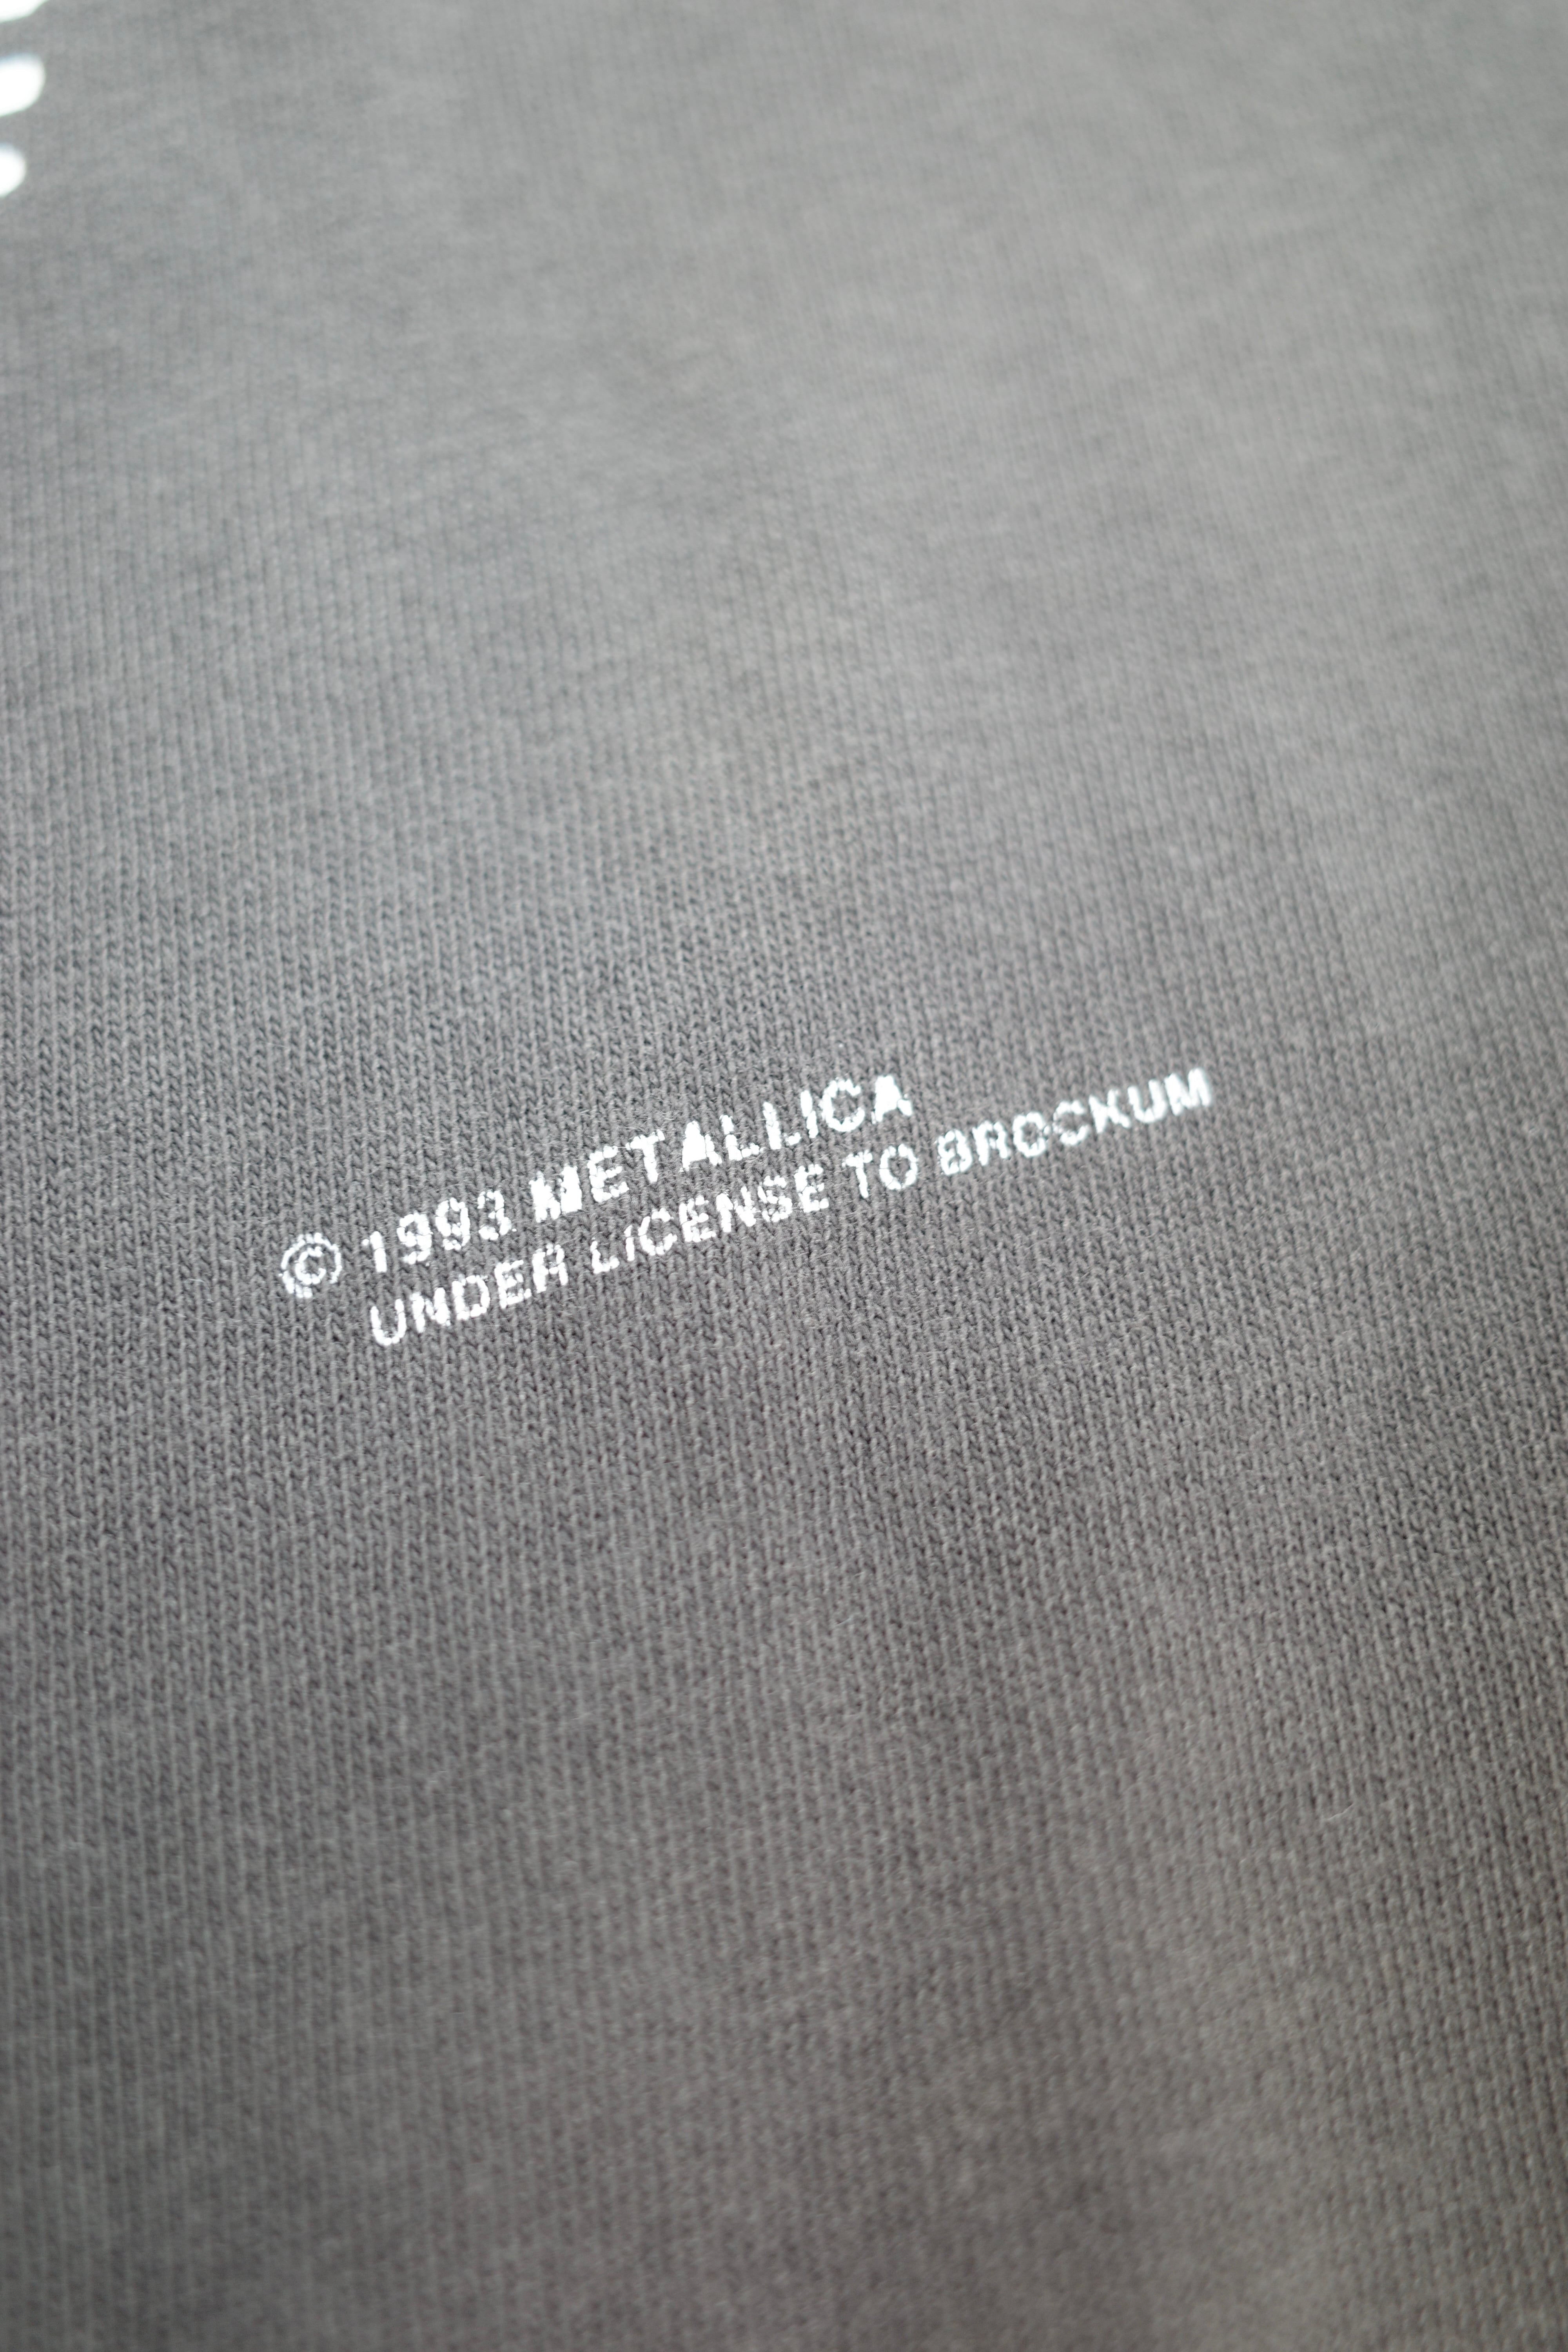 © 1993 METALLICA
UNDER LICENSE TO BROCKUM